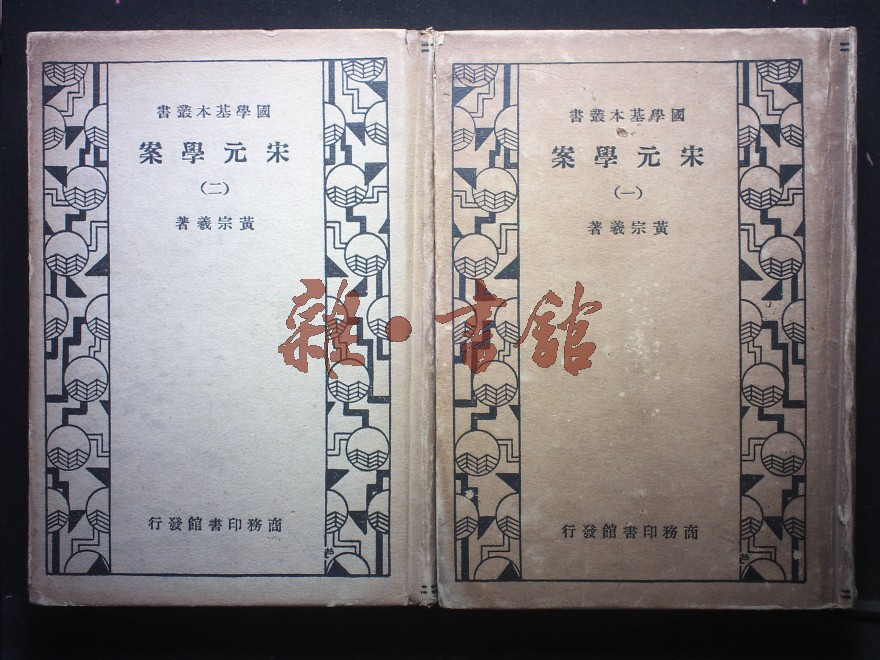 國學基本叢書
宋元學案
(一)
黃宗羲著
商務印書館發行
國學基本叢書
宋元學案
(二)
黃宗羲著
商務印書館發行
雜·書館